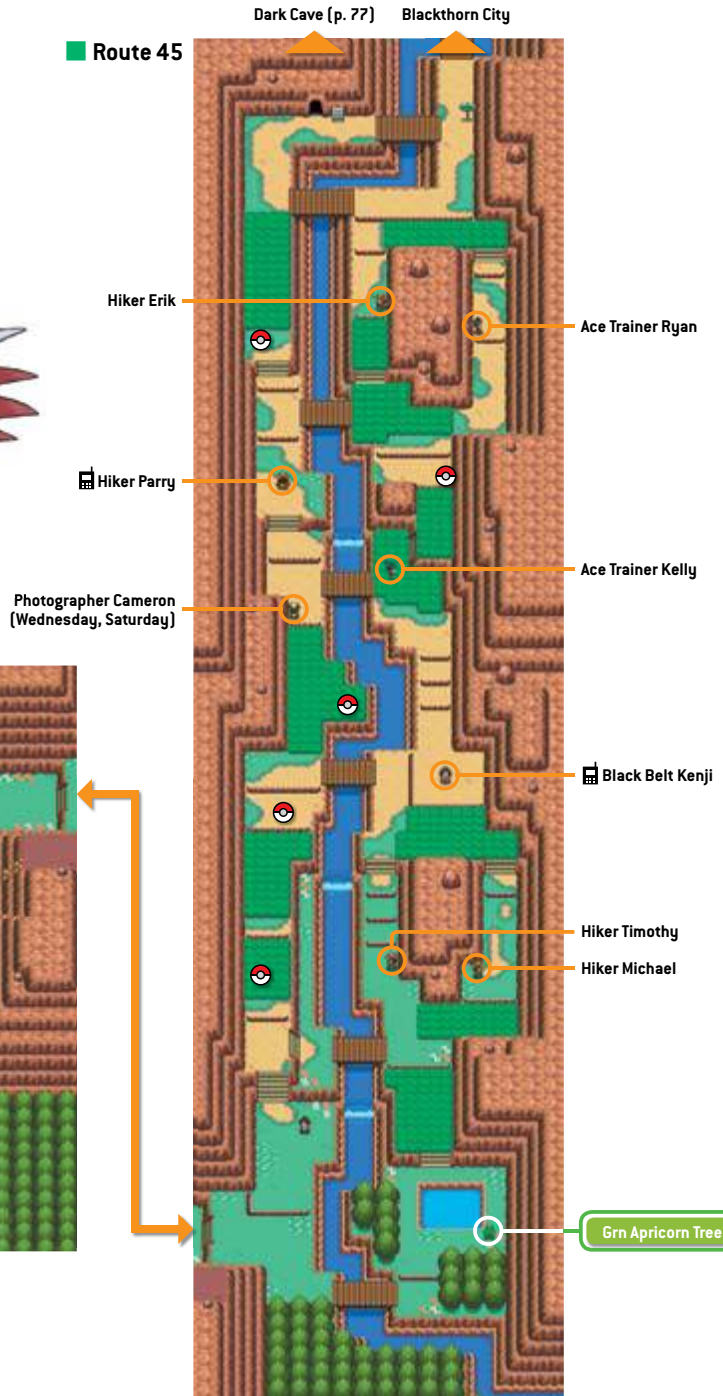 Dark Cave (p. 77)
Blackthorn City
Route 45
Hiker Erik
Ace Trainer Ryan
Hiker Parry
Ace Trainer Kelly
Photographer Cameron
(Wednesday, Saturday)
Black Belt Kenji
Hiker Timothy
Hiker Michael
Grn Apricorn Tree